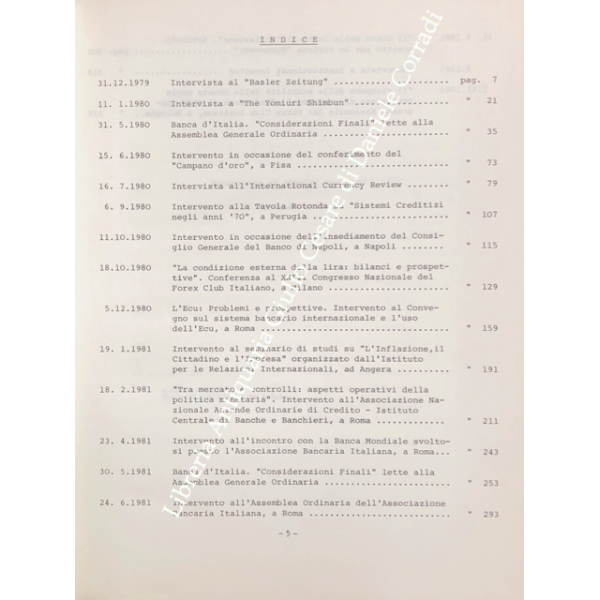 I N D I C E
31.12.1979 Intervista al "Basler Zeitung" ...................... pag. 7
11. 1.1980 Intervista a "The Yomiuri Shimbun" .................. " 21
31. 5.1980 Banca d'Italia. "Considerazioni Finali" lette alla
Assemblea Generale Ordinaria ........................ " 35
15. 6.1980 Intervento in occasione del conferimento del
"Campano d'oro", a Pisa ............................. " 73
16. 7.1980 Intervista all'International Currency Review ........ " 79
6. 9.1980 Intervento alla Tavola Rotonda su "Sistemi Creditizi
negli anni '70", a Perugia .......................... " 107
11.10.1980 Intervento in occasione dell'insediamento del Consi-
glio Generale del Banco di Napoli, a Napoli ........ " 115
18.10.1980 "La condizione esterna della lira: bilanci e prospet-
tive". Conferenza al Congresso Nazionale del
Forex Club Italiano, a Milano ....................... " 129
5.12.1980 L'Ecu: Problemi e prospettive. Intervento al Conve-
gno sul sistema bancario internazionale e l'uso
dell'Ecu, a Roma .................................... " 159
19. 1.1981 Intervento al seminario di studi su "L'Inflazione,il
Cittadino e l'Impresa" organizzato dall'Istituto
per le Relazioni Internazionali, ad Angera .......... " 191
18. 2.1981 "Tra mercato e controlli: aspetti operativi della
politica monetaria". Intervento all'Associazione Na-
zionale Aziende Ordinarie di Credito - Istituto
Centrale di Banche e Banchieri, a Roma ............. " 211
23. 4.1981 Intervento all'incontro con la Banca Mondiale svolto-
si presso l'Associazione Bancaria Italiana, a Roma... " 243
30. 5.1981 Banca d'Italia. "Considerazioni Finali" lette alla
Assemblea Generale Ordinaria ........................ " 253
24. 6.1981 Intervento all'Assemblea Ordinaria dell'Associazione
Bancaria Italiana, a Roma ........................... " 293
- 5 -
Libreria Antiquaria Giulio Cesare di Daniele Corradi